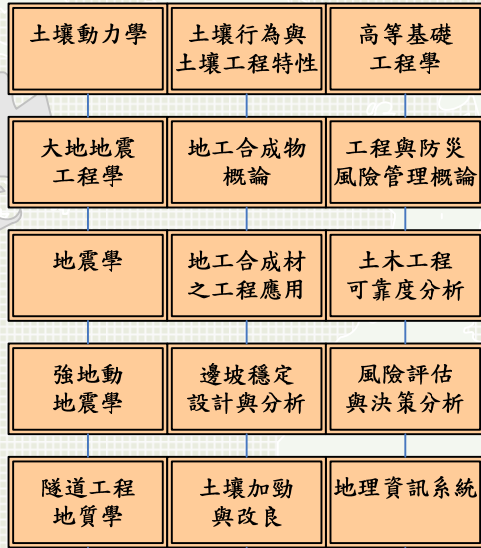 土壤動力學
土壤行為與
土壤工程特性
高等基礎
工程學
大地地震
工程學
地工合成物
概論
工程與防災
風險管理概論
地震學
地工合成材
之工程應用
土木工程
可靠度分析
強地動
地震學
邊坡穩定
設計與分析
風險評估
與決策分析
隧道工程
地質學
土壤加勁
與改良
地理資訊系統